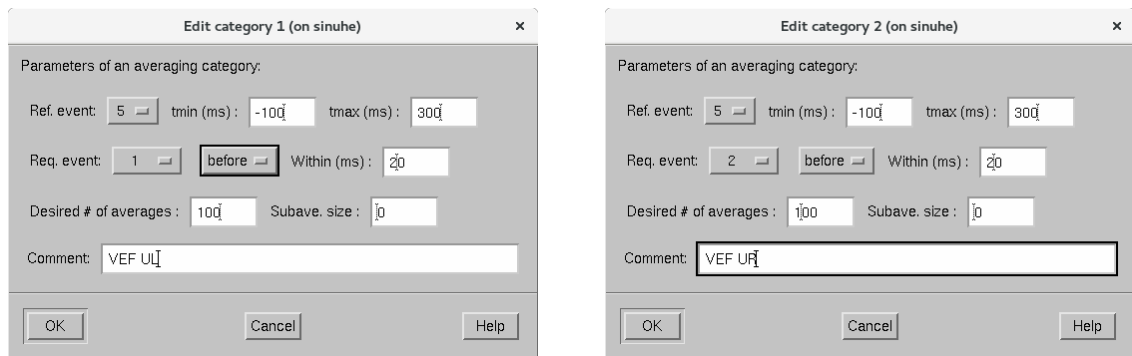 Edit category 1 (on sinuhe) ×
Parameters of an averaging category:
Ref. event: 5 tmin (ms) : -100 tmax (ms) : 300
Req. event: 1 before Within (ms) : 20
Desired # of averages : 100 Subave. size : 0
Comment: VEF UL
OK Cancel Help
Edit category 2 (on sinuhe) ×
Parameters of an averaging category:
Ref. event: 5 tmin (ms) : -100 tmax (ms) : 300
Req. event: 2 before Within (ms) : 20
Desired # of averages : 100 Subave. size : 0
Comment: VEF UR
OK Cancel Help